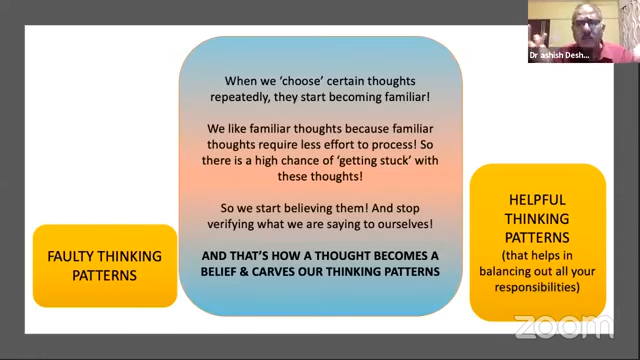 When we ‘choose’ certain thoughts
repeatedly, they start becoming familiar!
We like familiar thoughts because familiar
thoughts require less effort to process! So
there is a high chance of ‘getting stuck’ with
these thoughts!
So we start believing them! And stop
verifying what we are saying to ourselves!
AND THAT’S HOW A THOUGHT BECOMES A
BELIEF & CARVES OUR THINKING PATTERNS
FAULTY THINKING
PATTERNS
HELPFUL
THINKING
PATTERNS
(that helps in
balancing out all your
responsibilities)
Dr ashish Desh...
zoom